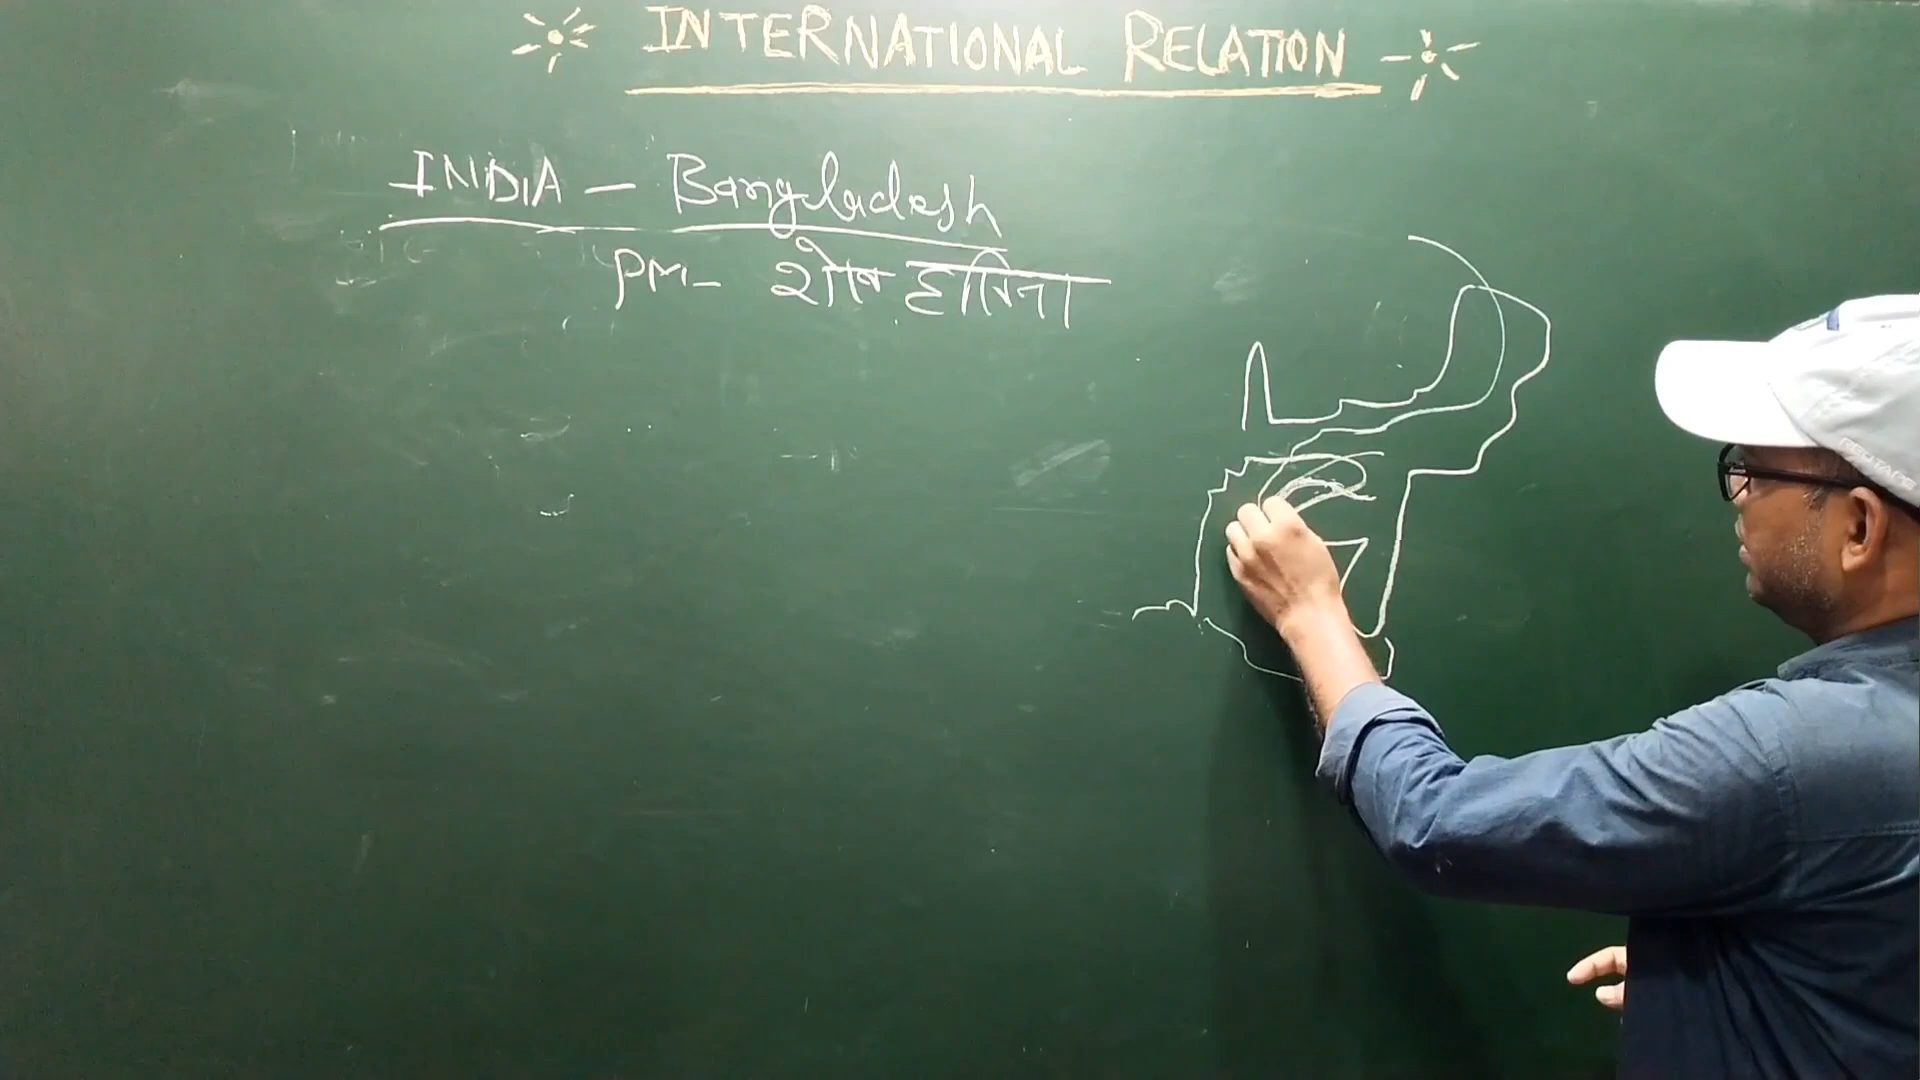 INTERNATIONAL RELATION
INDIA - Bangladesh
PM- शेख हसिना